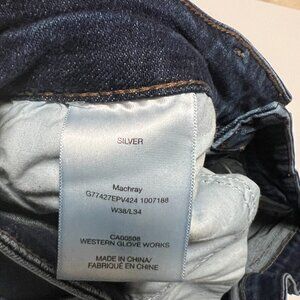 SILVER
Machray
G77427EPV424 1007188
W38/L34
CA00508
WESTERN GLOVE WORKS
MADE IN CHINA/
FABRIQUÉ EN CHINE